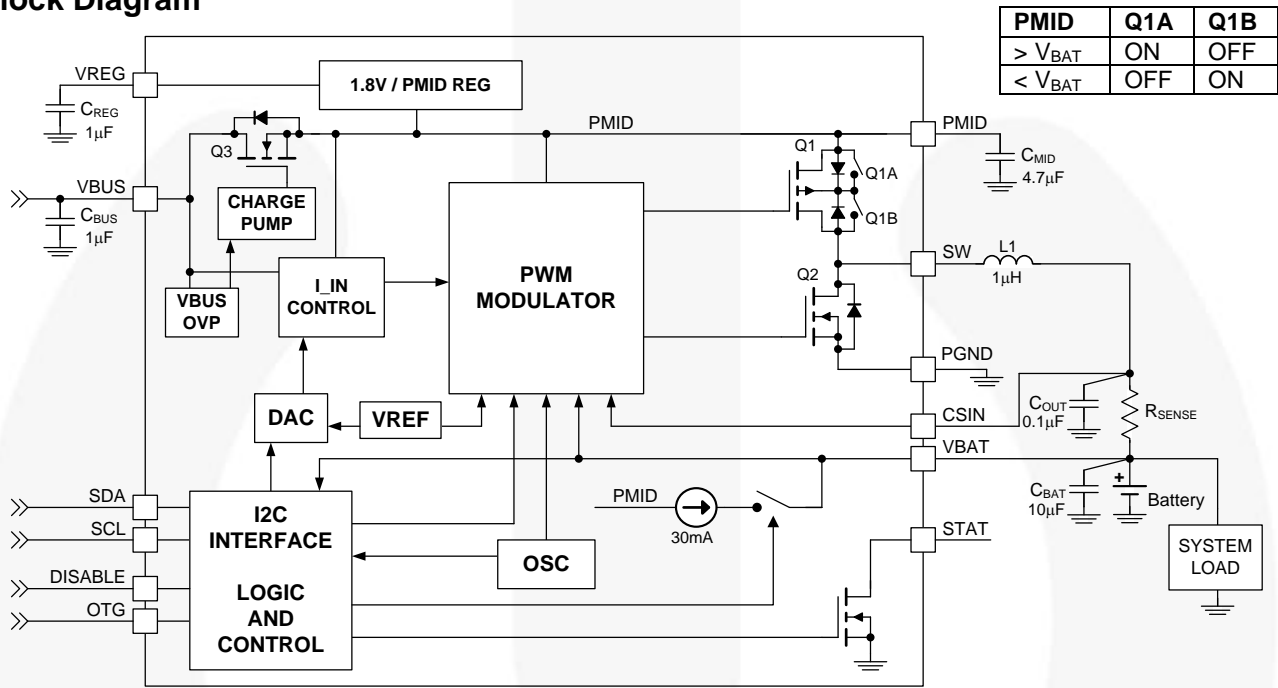 lock Diagram
PMID Q1A Q1B
> VBAT ON OFF
< VBAT OFF ON
VREG
1.8V / PMID REG
CREG
1µF
PMID
PMID
Q3
Q1
Q1A
CMID
4.7µF
VBUS
CHARGE
PUMP
CBUS
1µF
Q1B
SW
L1
1µH
PWM
MODULATOR
I_IN
CONTROL
VBUS
OVP
Q2
PGND
DAC
VREF
CSIN
COUT
0.1µF
RSENSE
VBAT
SDA
SCL
DISABLE
OTG
I2C
INTERFACE
LOGIC
AND
CONTROL
PMID
30mA
OSC
CBAT
10µF
+
Battery
STAT
SYSTEM
LOAD